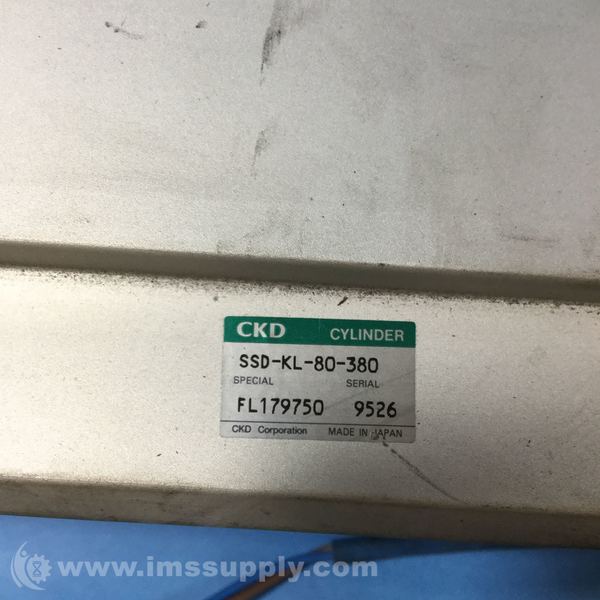 CKD CYLINDER
SSD-KL-80-380
SPECIAL SERIAL
FL179750 9526
CKD Corporation MADE IN JAPAN
www.imssupply.com